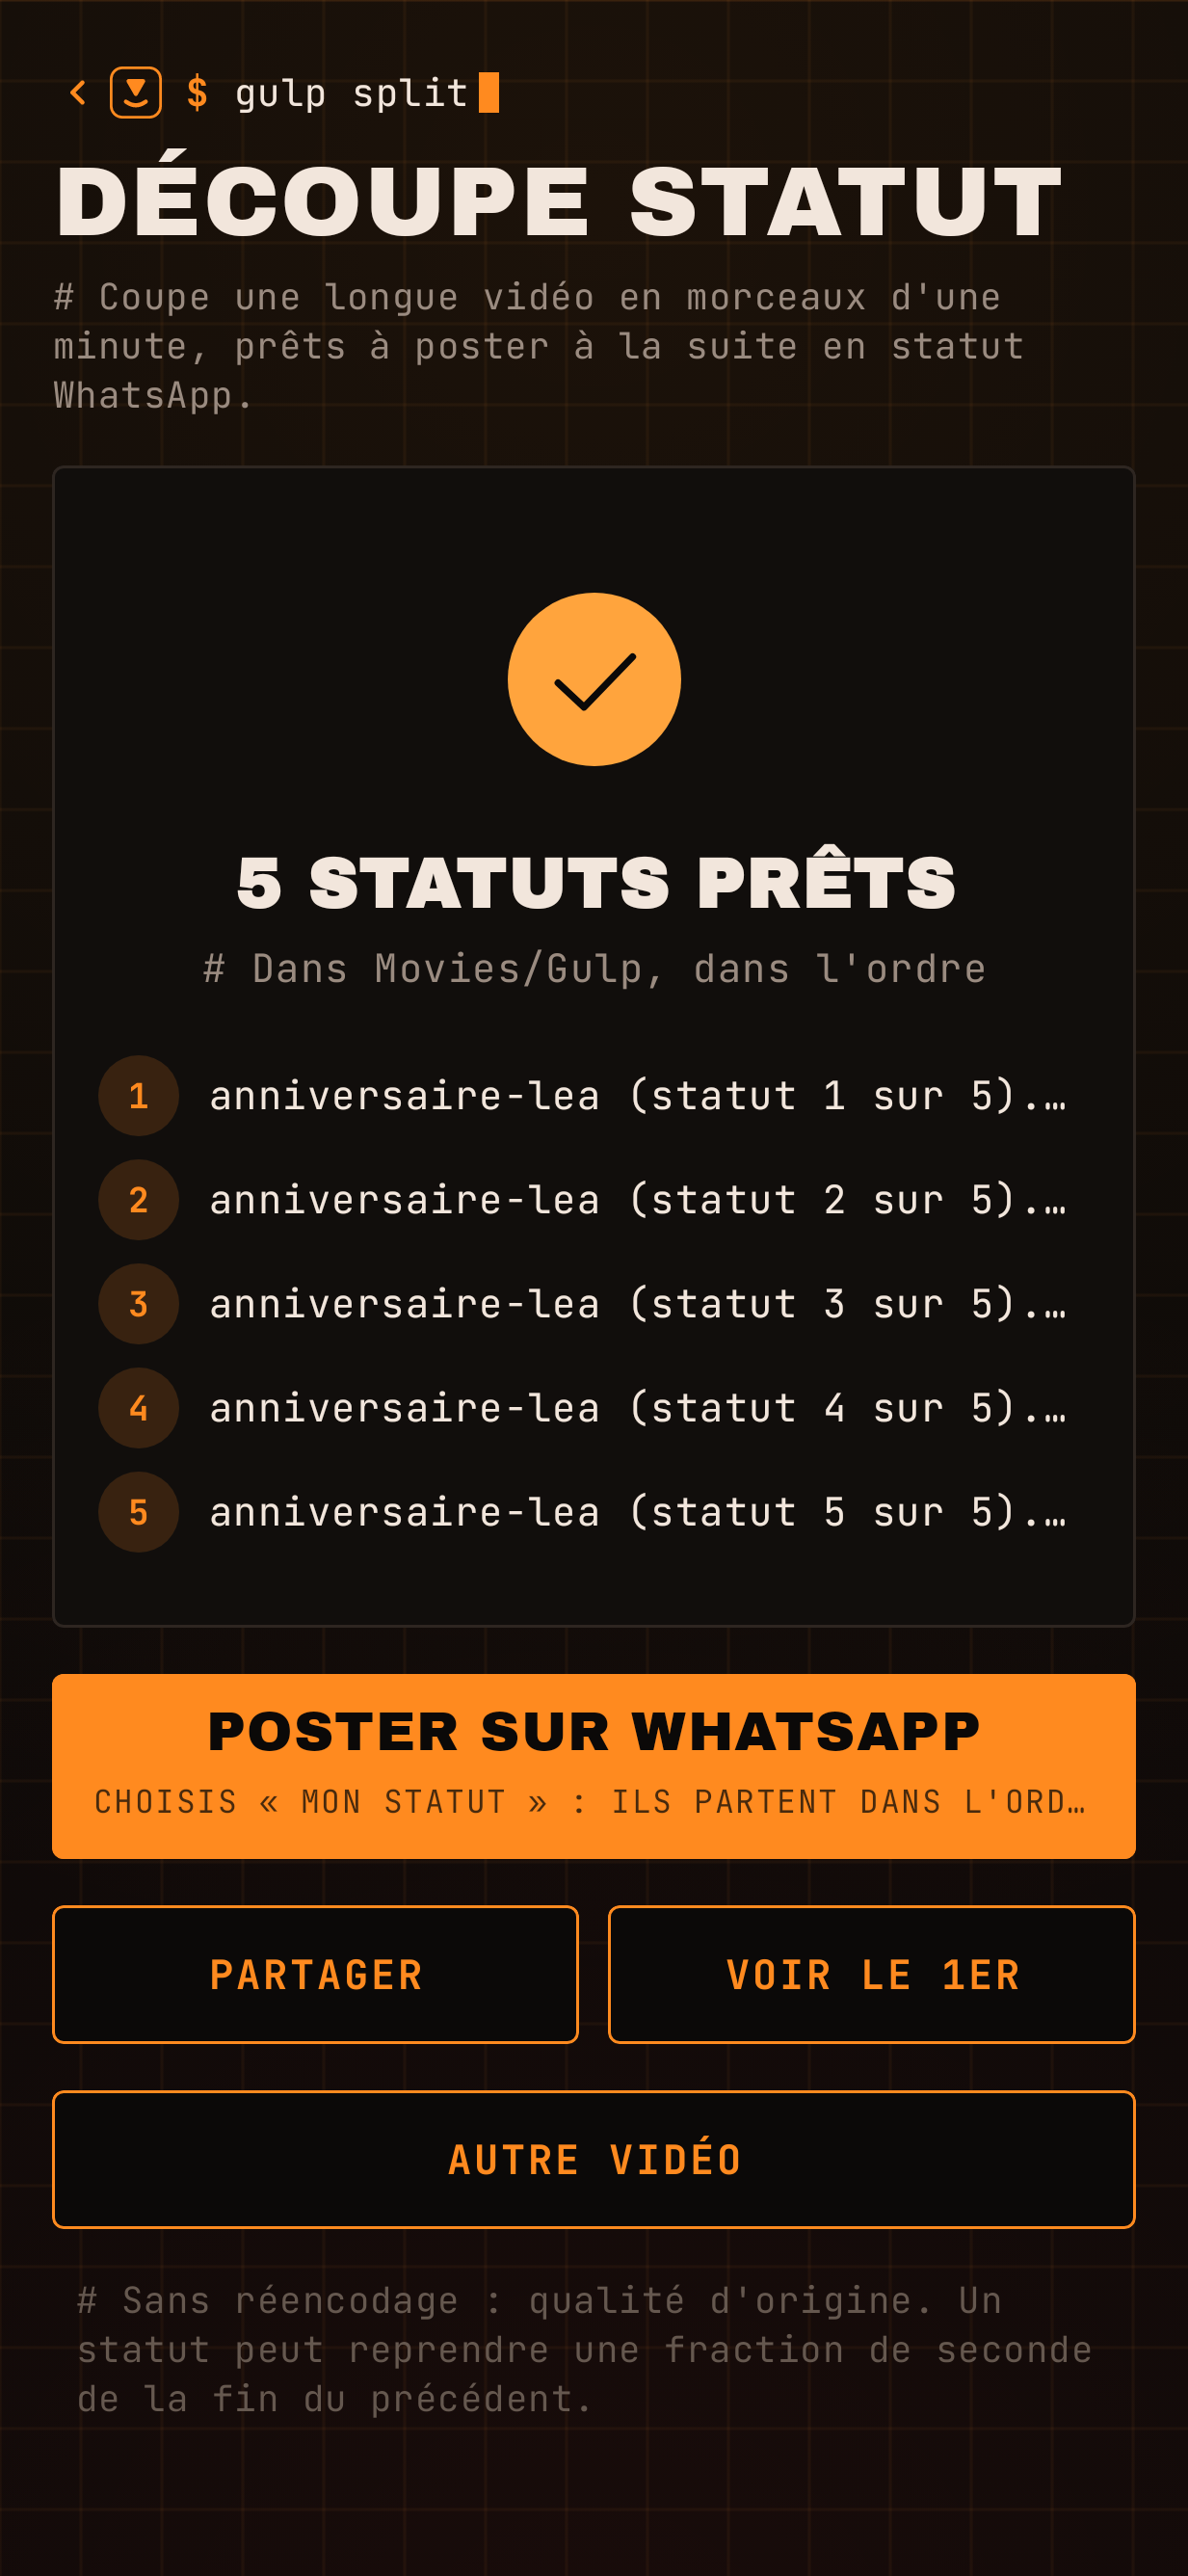 $ gulp split
DÉCOUPE STATUT
# Coupe une longue vidéo en morceaux d'une
minute, prêts à poster à la suite en statut
WhatsApp.
5 STATUTS PRÊTS
# Dans Movies/Gulp, dans l'ordre
1 anniversaire-lea (statut 1 sur 5).…
2 anniversaire-lea (statut 2 sur 5).…
3 anniversaire-lea (statut 3 sur 5).…
4 anniversaire-lea (statut 4 sur 5).…
5 anniversaire-lea (statut 5 sur 5).…
POSTER SUR WHATSAPP
CHOISIS « MON STATUT » : ILS PARTENT DANS L'ORD…
PARTAGER
VOIR LE 1ER
AUTRE VIDÉO
# Sans réencodage : qualité d'origine. Un
statut peut reprendre une fraction de seconde
de la fin du précédent.